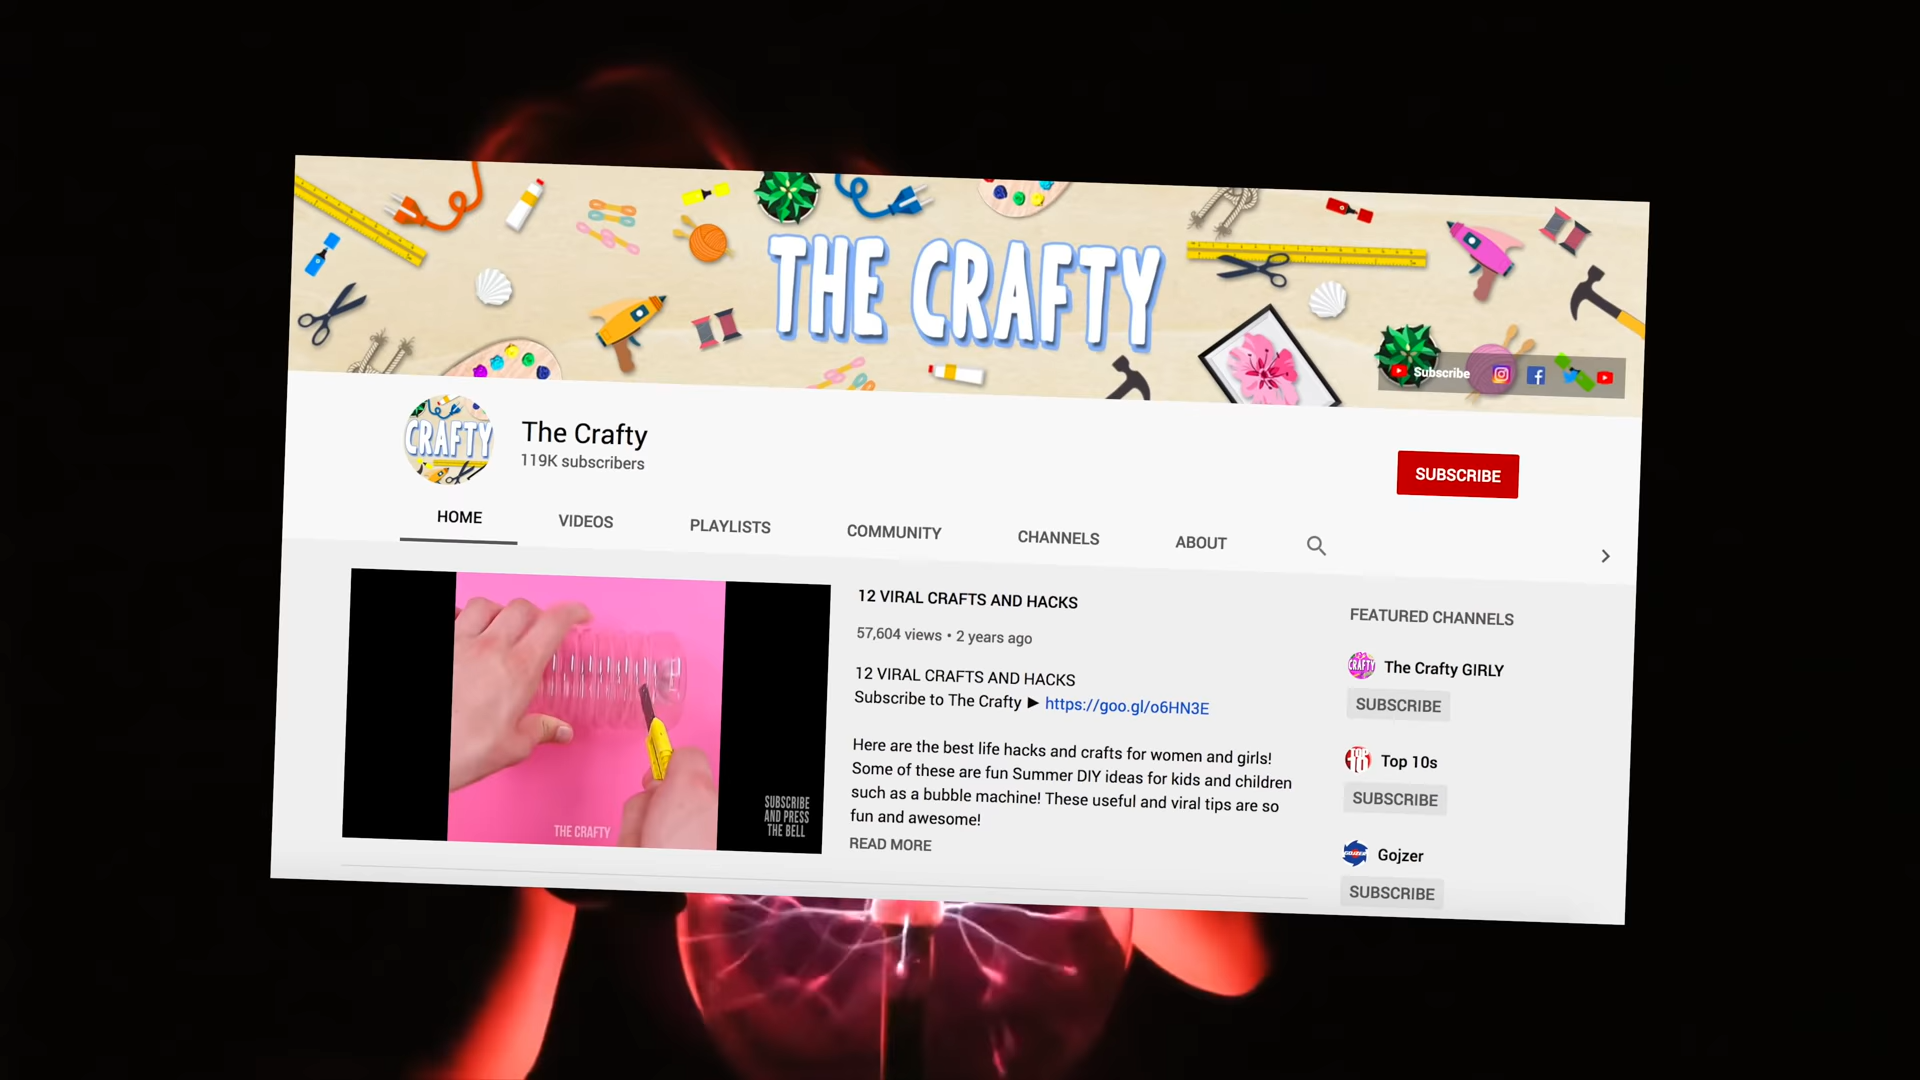 THE CRAFTY
Subscribe
CRAFTY
The Crafty
119K subscribers
SUBSCRIBE
HOME VIDEOS PLAYLISTS COMMUNITY CHANNELS ABOUT
THE CRAFTY
SUBSCRIBE
AND PRESS
THE BELL
12 VIRAL CRAFTS AND HACKS
57,604 views • 2 years ago
12 VIRAL CRAFTS AND HACKS
Subscribe to The Crafty ► https://goo.gl/o6HN3E
Here are the best life hacks and crafts for women and girls!
Some of these are fun Summer DIY ideas for kids and children
such as a bubble machine! These useful and viral tips are so
fun and awesome!
READ MORE
FEATURED CHANNELS
CRAFTY
The Crafty GIRLY
SUBSCRIBE
TOP
10
Top 10s
SUBSCRIBE
GOJZER
Gojzer
SUBSCRIBE